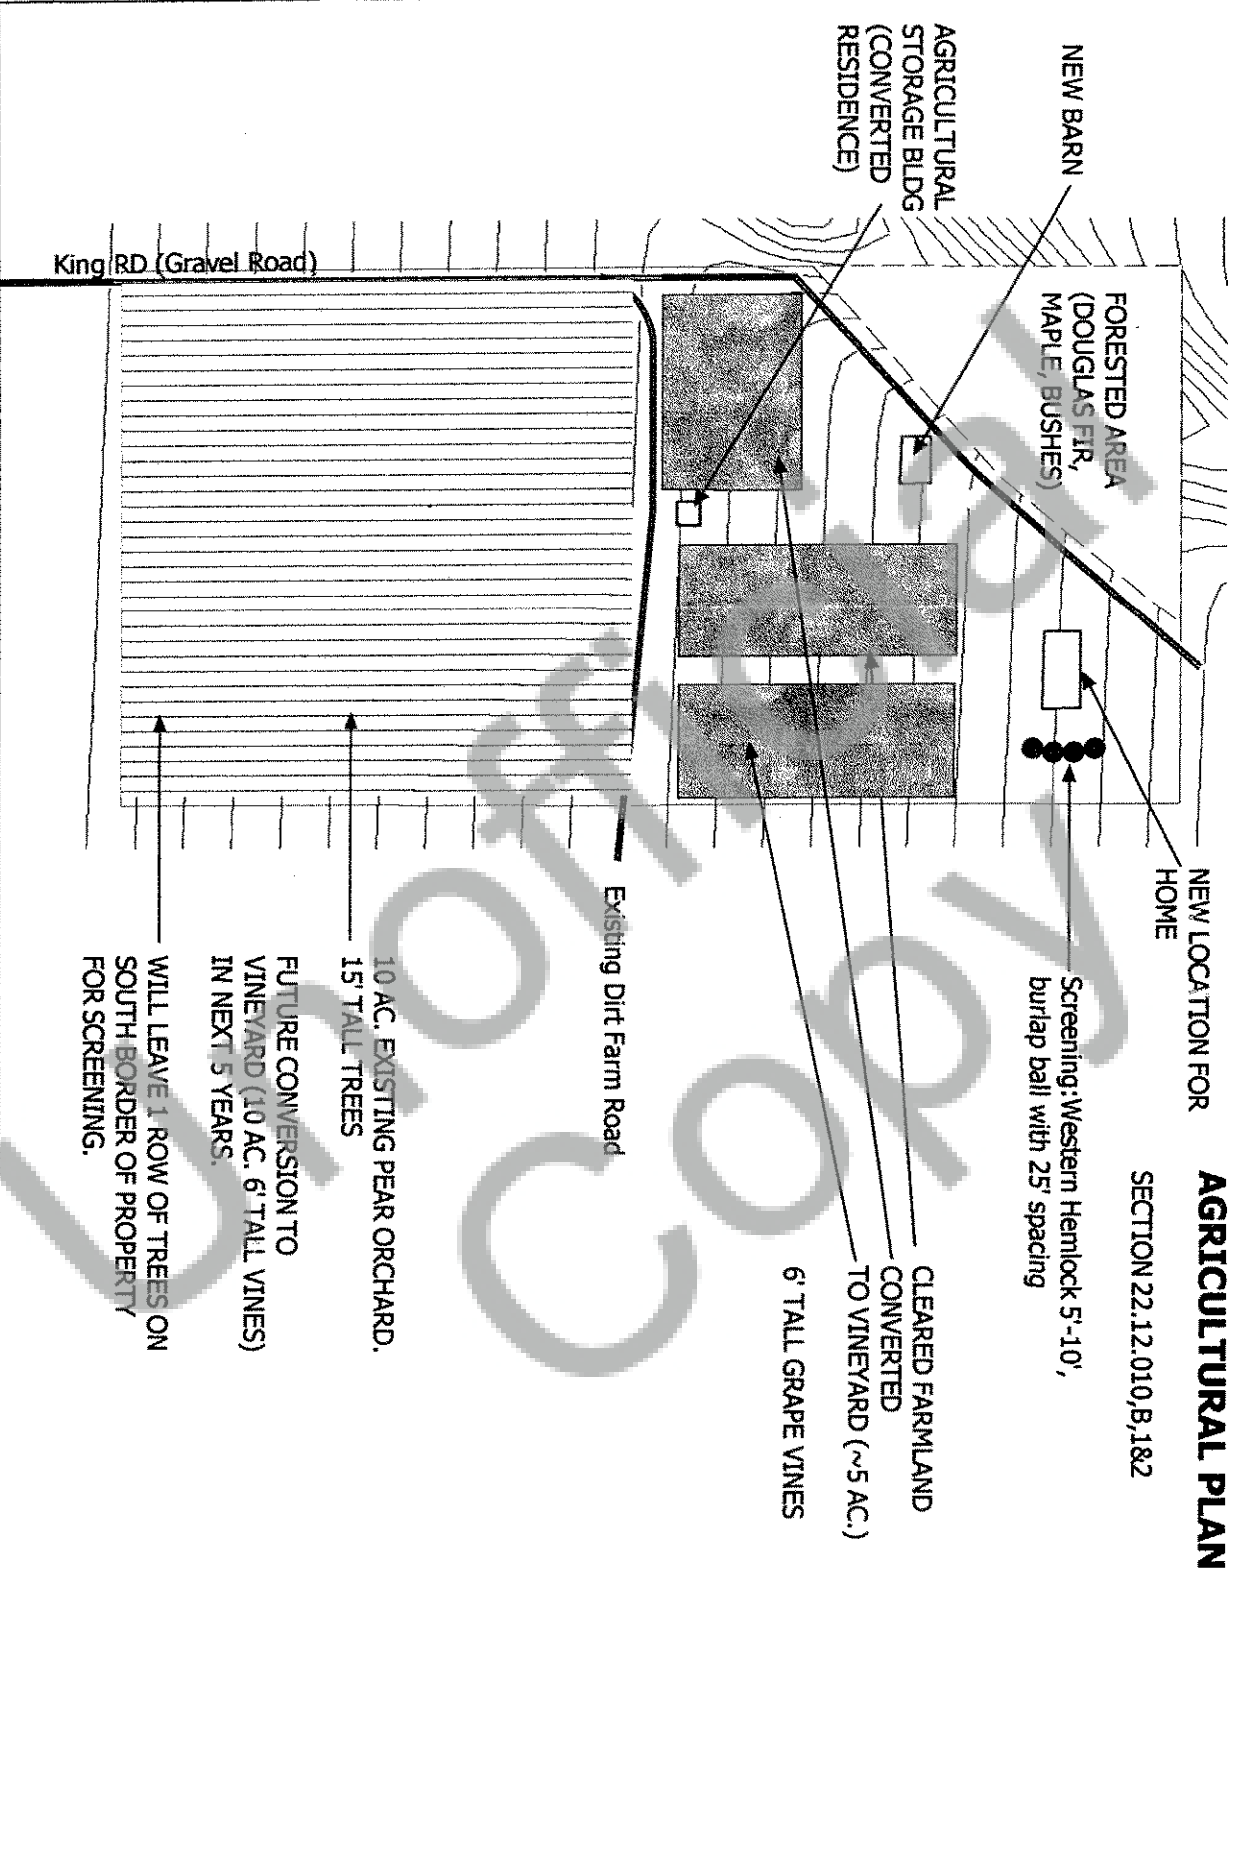 AGRICULTURAL PLAN
SECTION 22.12.010,B,1&2
NEW LOCATION FOR
HOME
Screening:Western Hemlock 5'-10',
burlap ball with 25' spacing
FORESTED AREA
(DOUGLAS FIR,
MAPLE, BUSHES)
NEW BARN
AGRICULTURAL
STORAGE BLDG
(CONVERTED
RESIDENCE)
CLEARED FARMLAND
CONVERTED
TO VINEYARD (~5 AC.)
6' TALL GRAPE VINES
Existing Dirt Farm Road
10 AC. EXISTING PEAR ORCHARD.
15' TALL TREES
FUTURE CONVERSION TO
VINEYARD (10 AC. 6' TALL VINES)
IN NEXT 5 YEARS.
WILL LEAVE 1 ROW OF TREES ON
SOUTH BORDER OF PROPERTY
FOR SCREENING.
King RD (Gravel Road)
Unofficial
Copy